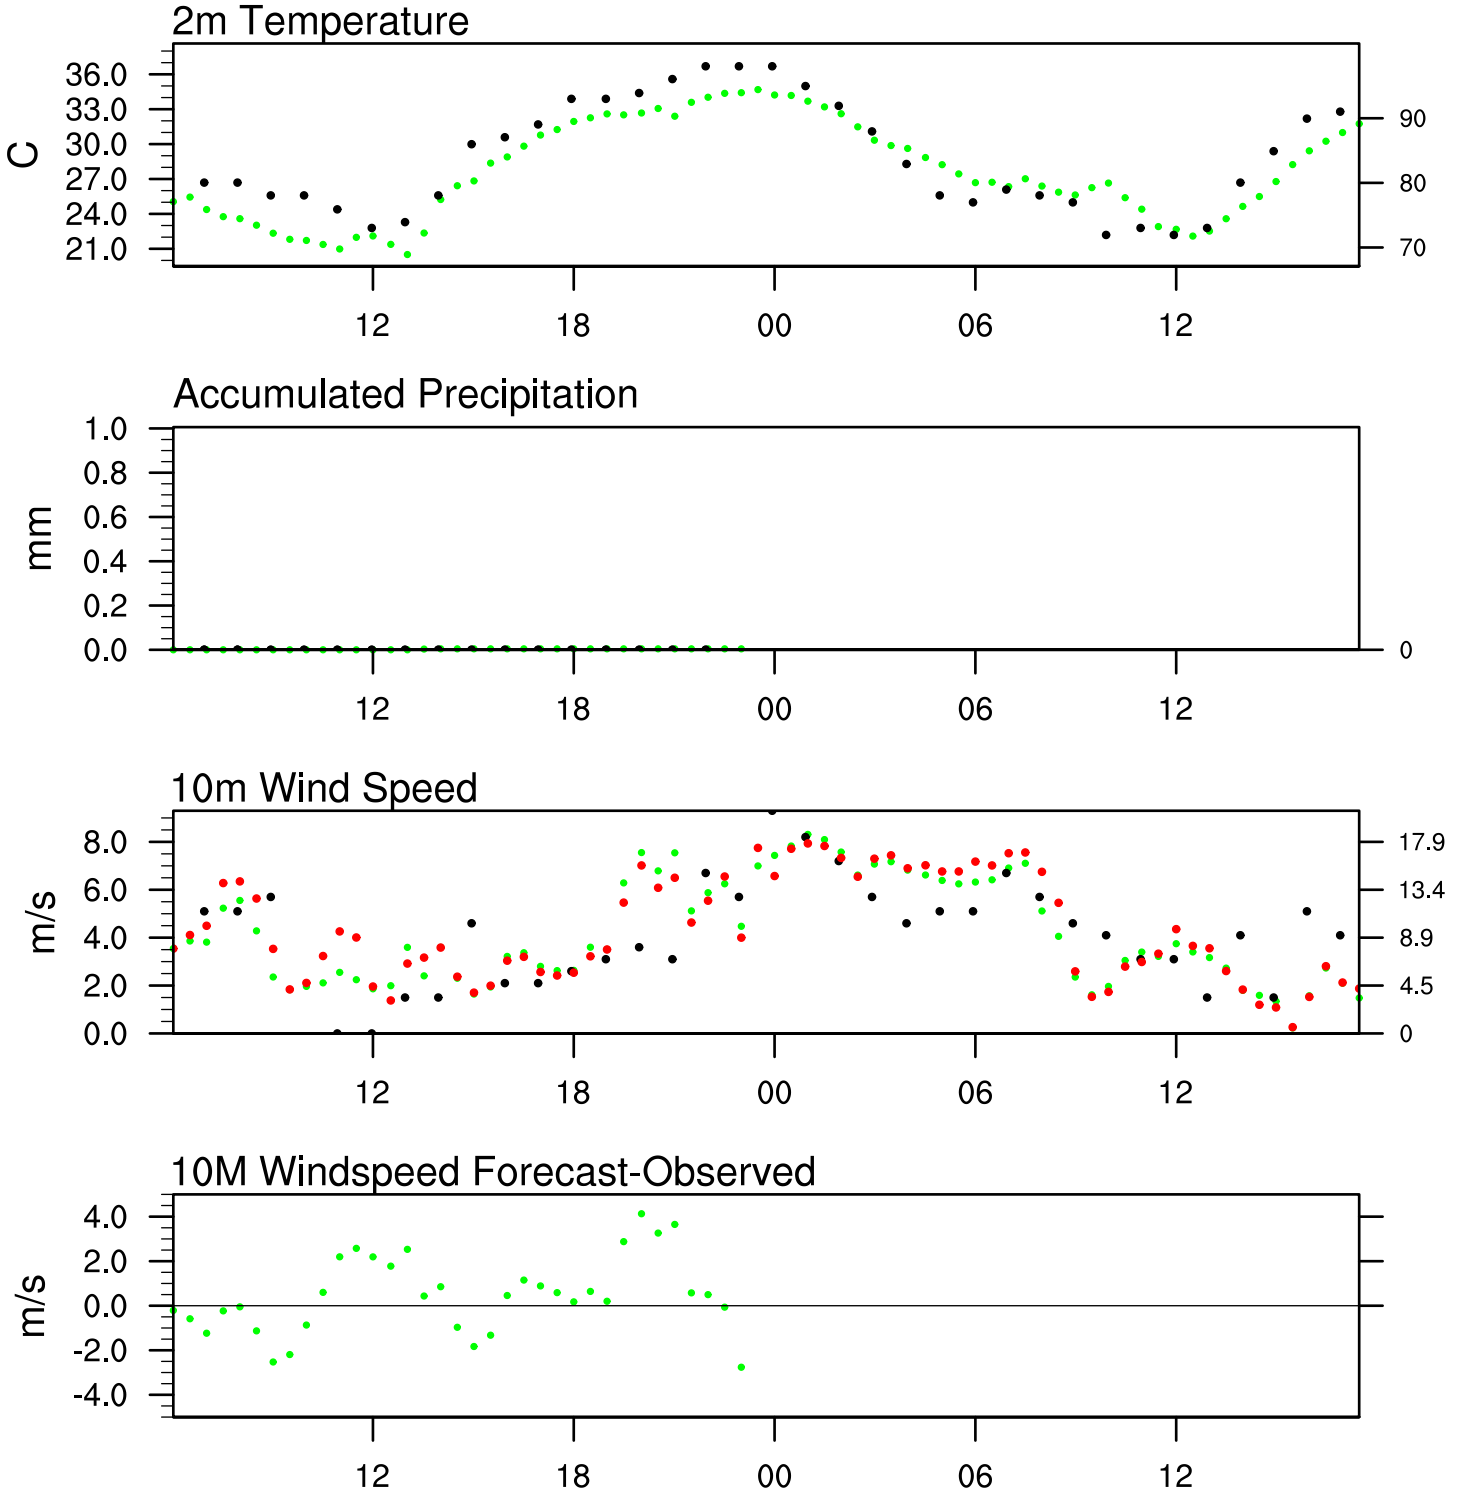 2m Temperature
36.0
33.0
30.0
27.0
24.0
21.0
C
90
80
70
12 18 00 06 12
Accumulated Precipitation
1.0
0.8
0.6
0.4
0.2
0.0
mm
0
12 18 00 06 12
10m Wind Speed
8.0
6.0
4.0
2.0
0.0
m/s
17.9
13.4
8.9
4.5
0
12 18 00 06 12
10M Windspeed Forecast-Observed
4.0
2.0
0.0
-2.0
-4.0
m/s
12 18 00 06 12